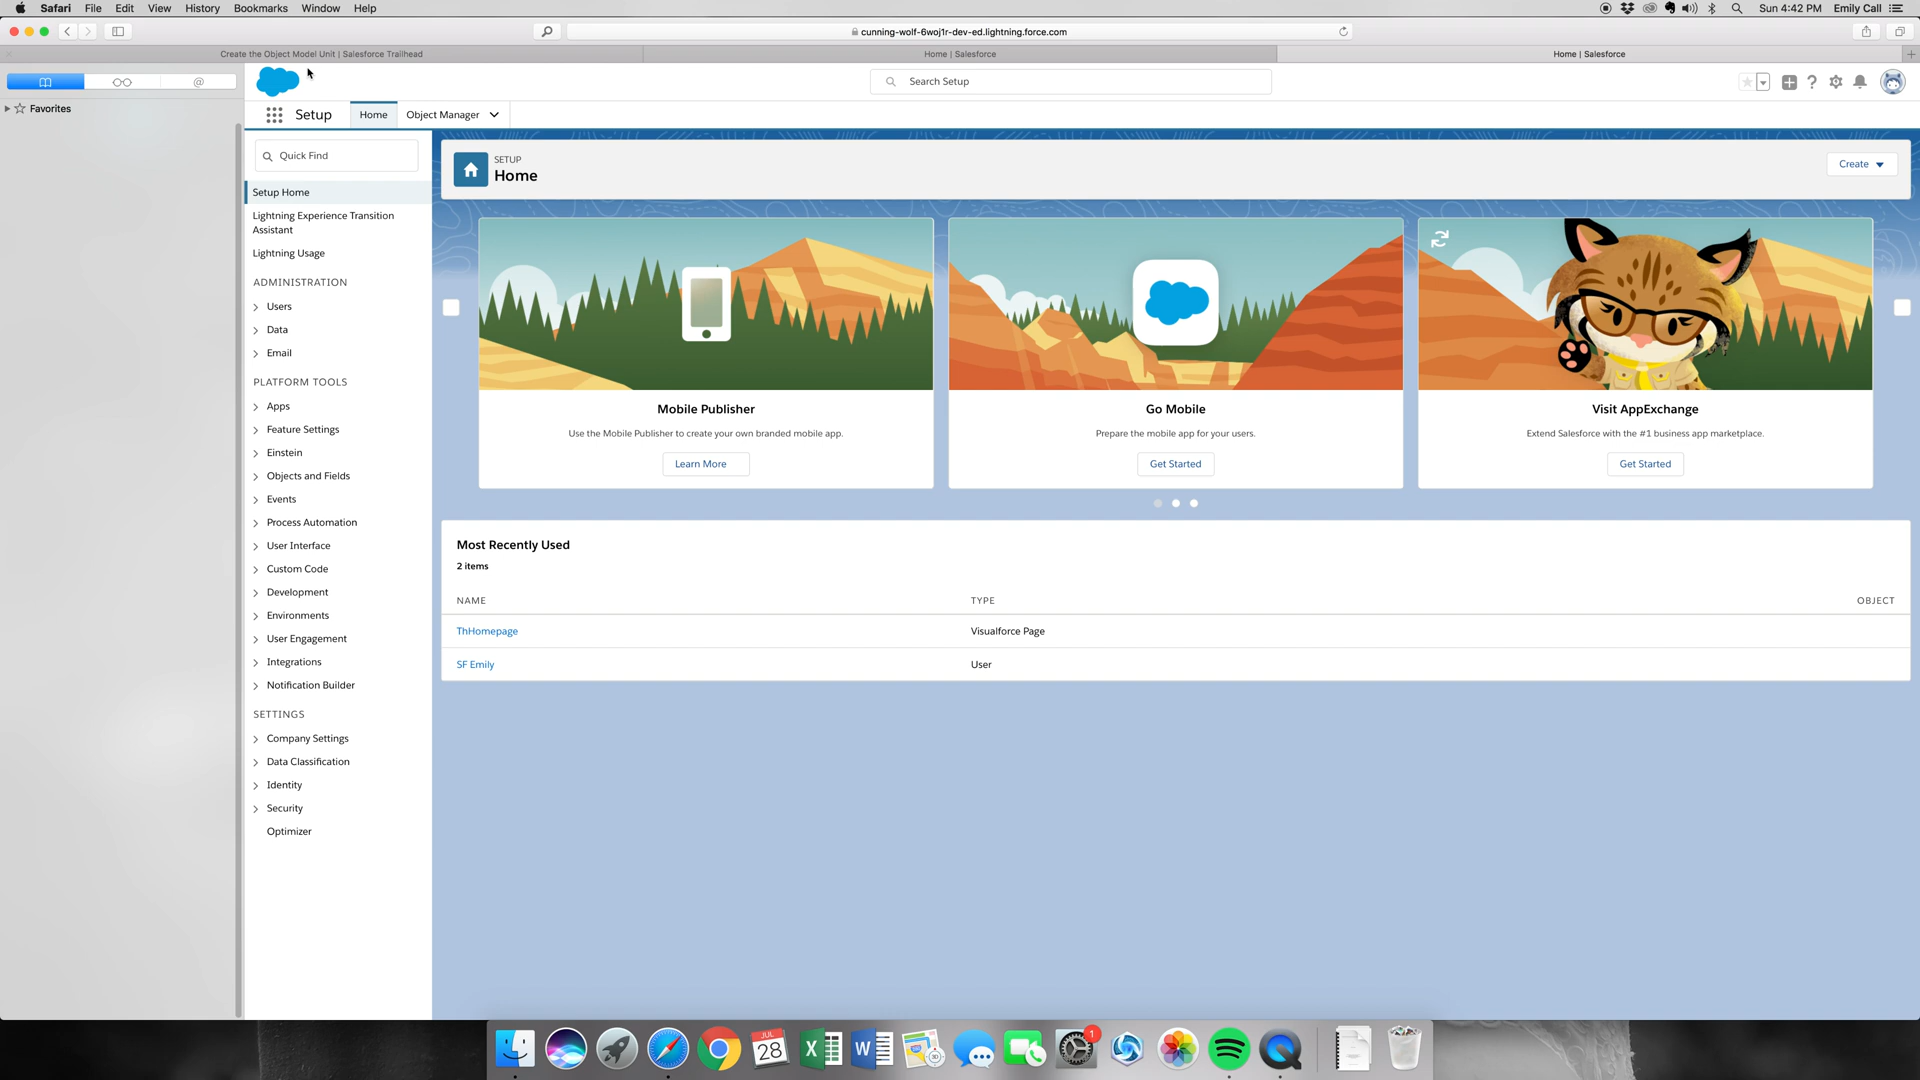 Safari File Edit View History Bookmarks Window Help
Sun 4:42 PM Emily Call
cunning-wolf-6woj1r-dev-ed.lightning.force.com
Create the Object Model Unit | Salesforce Trailhead
Home | Salesforce
Home | Salesforce
@
Favorites
Search Setup
Setup
Home
Object Manager
Quick Find
Setup Home
Lightning Experience Transition
Assistant
Lightning Usage
ADMINISTRATION
Users
Data
Email
PLATFORM TOOLS
Apps
Feature Settings
Einstein
Objects and Fields
Events
Process Automation
User Interface
Custom Code
Development
Environments
User Engagement
Integrations
Notification Builder
SETTINGS
Company Settings
Data Classification
Identity
Security
Optimizer
SETUP
Home
Create
Mobile Publisher
Use the Mobile Publisher to create your own branded mobile app.
Learn More
Go Mobile
Prepare the mobile app for your users.
Get Started
Visit AppExchange
Extend Salesforce with the #1 business app marketplace.
Get Started
Most Recently Used
2 items
NAME TYPE OBJECT
ThHomepage Visualforce Page
SF Emily User
JUL
28
3D
1